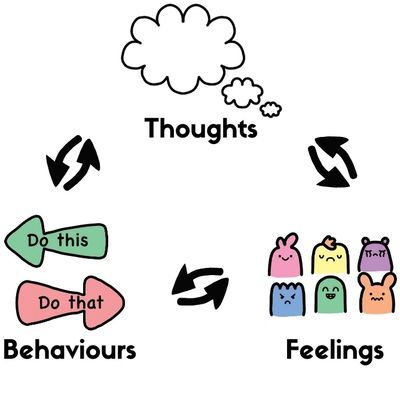 Thoughts
Do this
Do that
Behaviours
Feelings